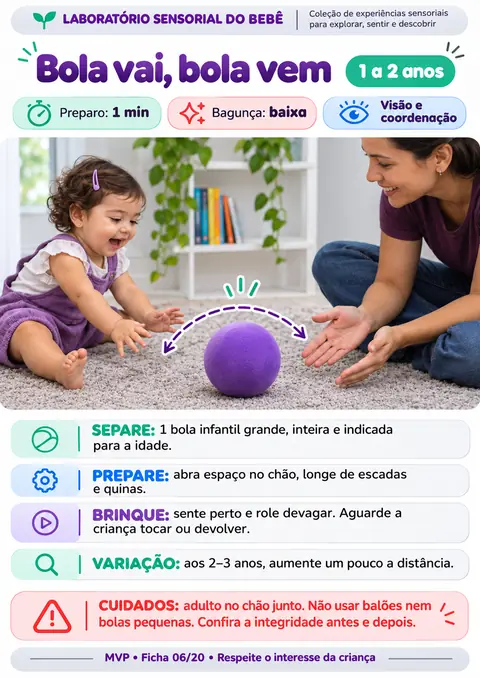 LABORATÓRIO SENSORIAL DO BEBÊ
Coleção de experiências sensoriais
para explorar, sentir e descobrir
Bola vai, bola vem
1 a 2 anos
Preparo: 1 min
Bagunça: baixa
Visão e
coordenação
SEPARE: 1 bola infantil grande, inteira e indicada
para a idade.
PREPARE: abra espaço no chão, longe de escadas
e quinas.
BRINQUE: sente perto e role devagar. Aguarde a
criança tocar ou devolver.
VARIAÇÃO: aos 2–3 anos, aumente um pouco a distância.
CUIDADOS: adulto no chão junto. Não usar balões nem
bolas pequenas. Confira a integridade antes e depois.
MVP • Ficha 06/20 • Respeite o interesse da criança